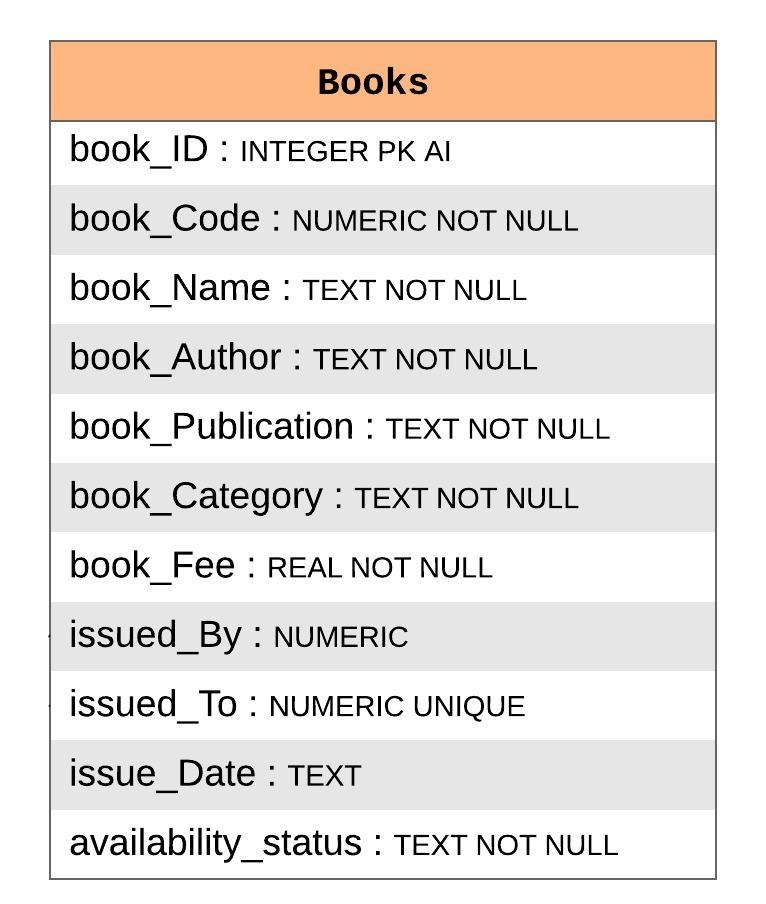 Books
book_ID : INTEGER PK AI
book_Code : NUMERIC NOT NULL
book_Name : TEXT NOT NULL
book_Author : TEXT NOT NULL
book_Publication : TEXT NOT NULL
book_Category : TEXT NOT NULL
book_Fee : REAL NOT NULL
issued_By : NUMERIC
issued_To : NUMERIC UNIQUE
issue_Date : TEXT
availability_status : TEXT NOT NULL